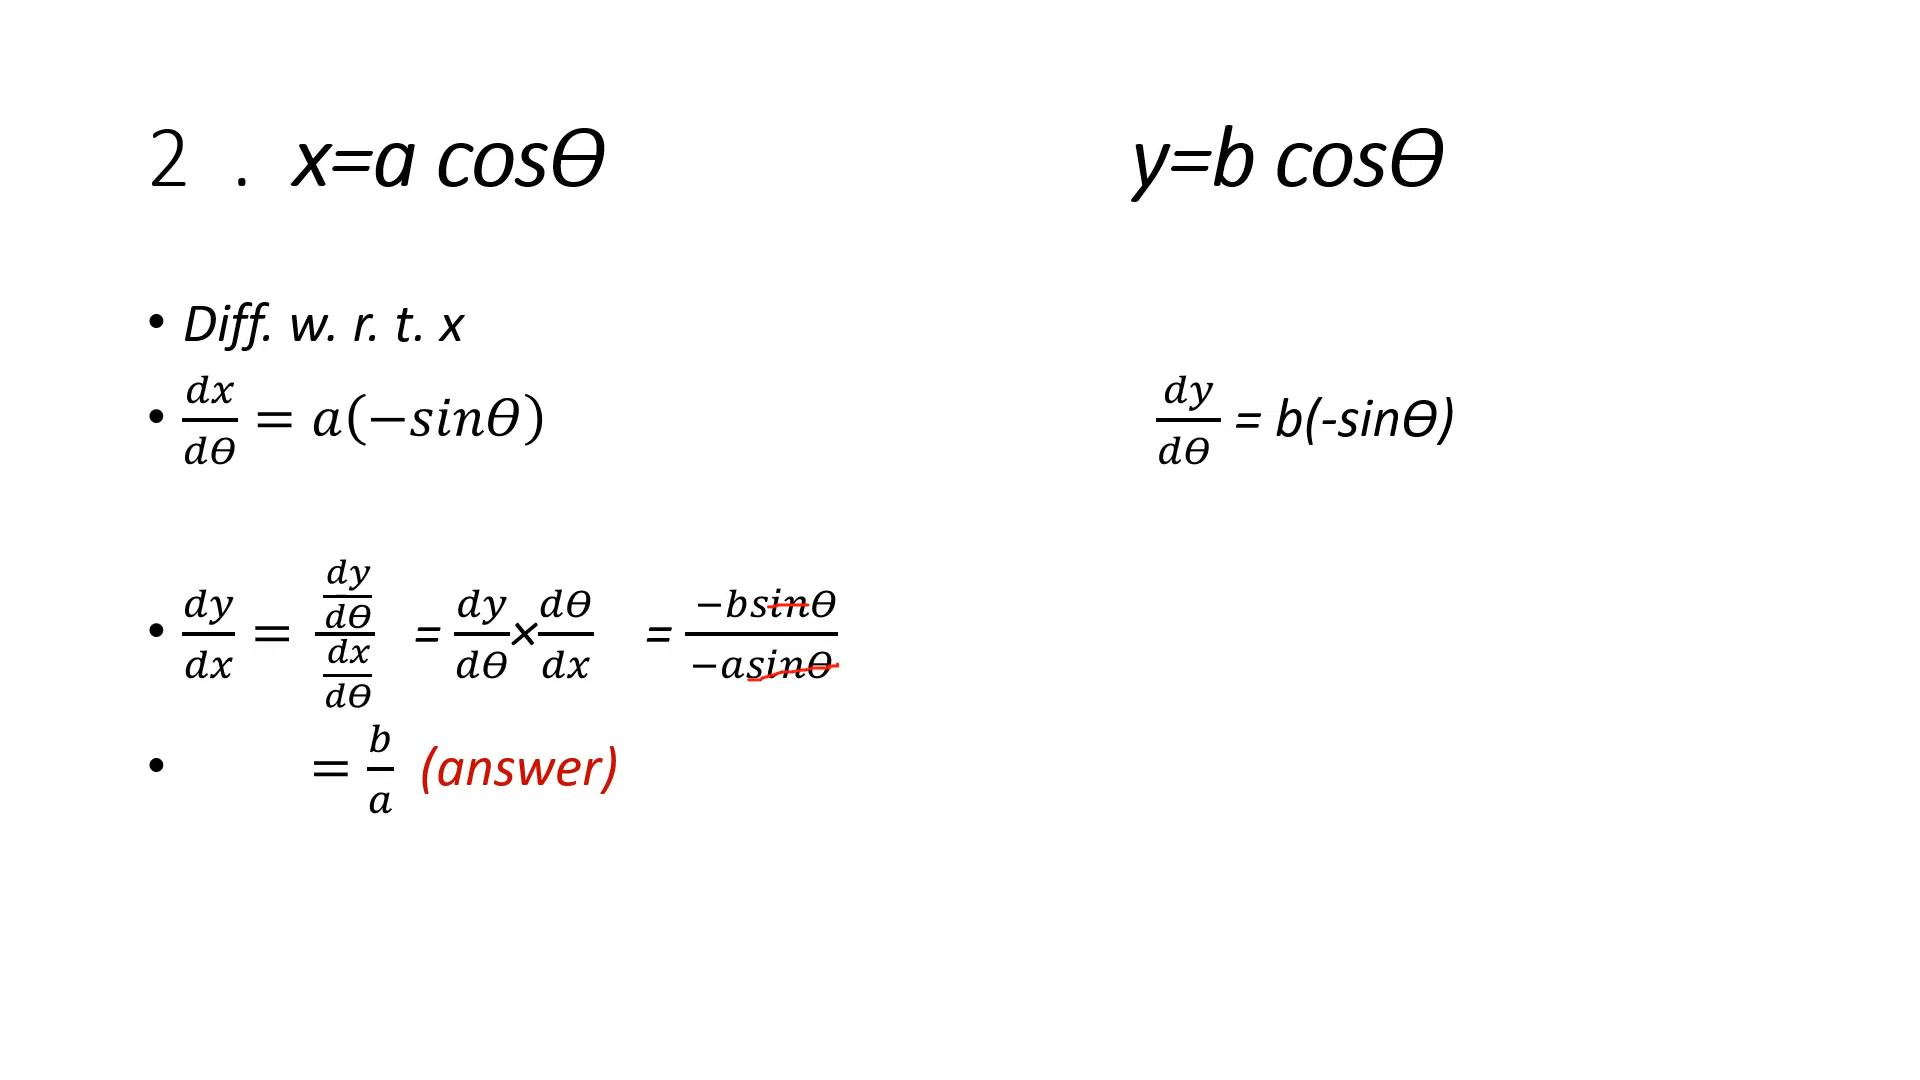 2 . x=a cosθ y=b cosθ
• Diff. w. r. t. x
• dx/dθ = a(−sinθ) dy/dθ = b(-sinθ)
• dy/dx = (dy/dθ)/(dx/dθ) = dy/dθ × dθ/dx = −bsinθ/−asinθ
• = b/a (answer)